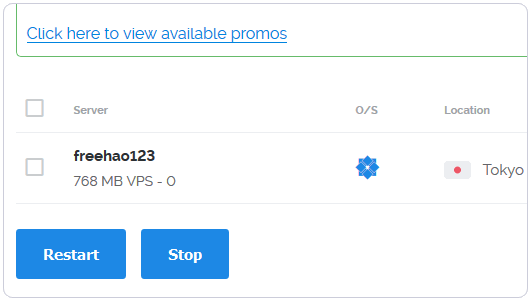 Click here to view available promos
Server O/S Location
freehao123
768 MB VPS - 0
Tokyo
Restart Stop